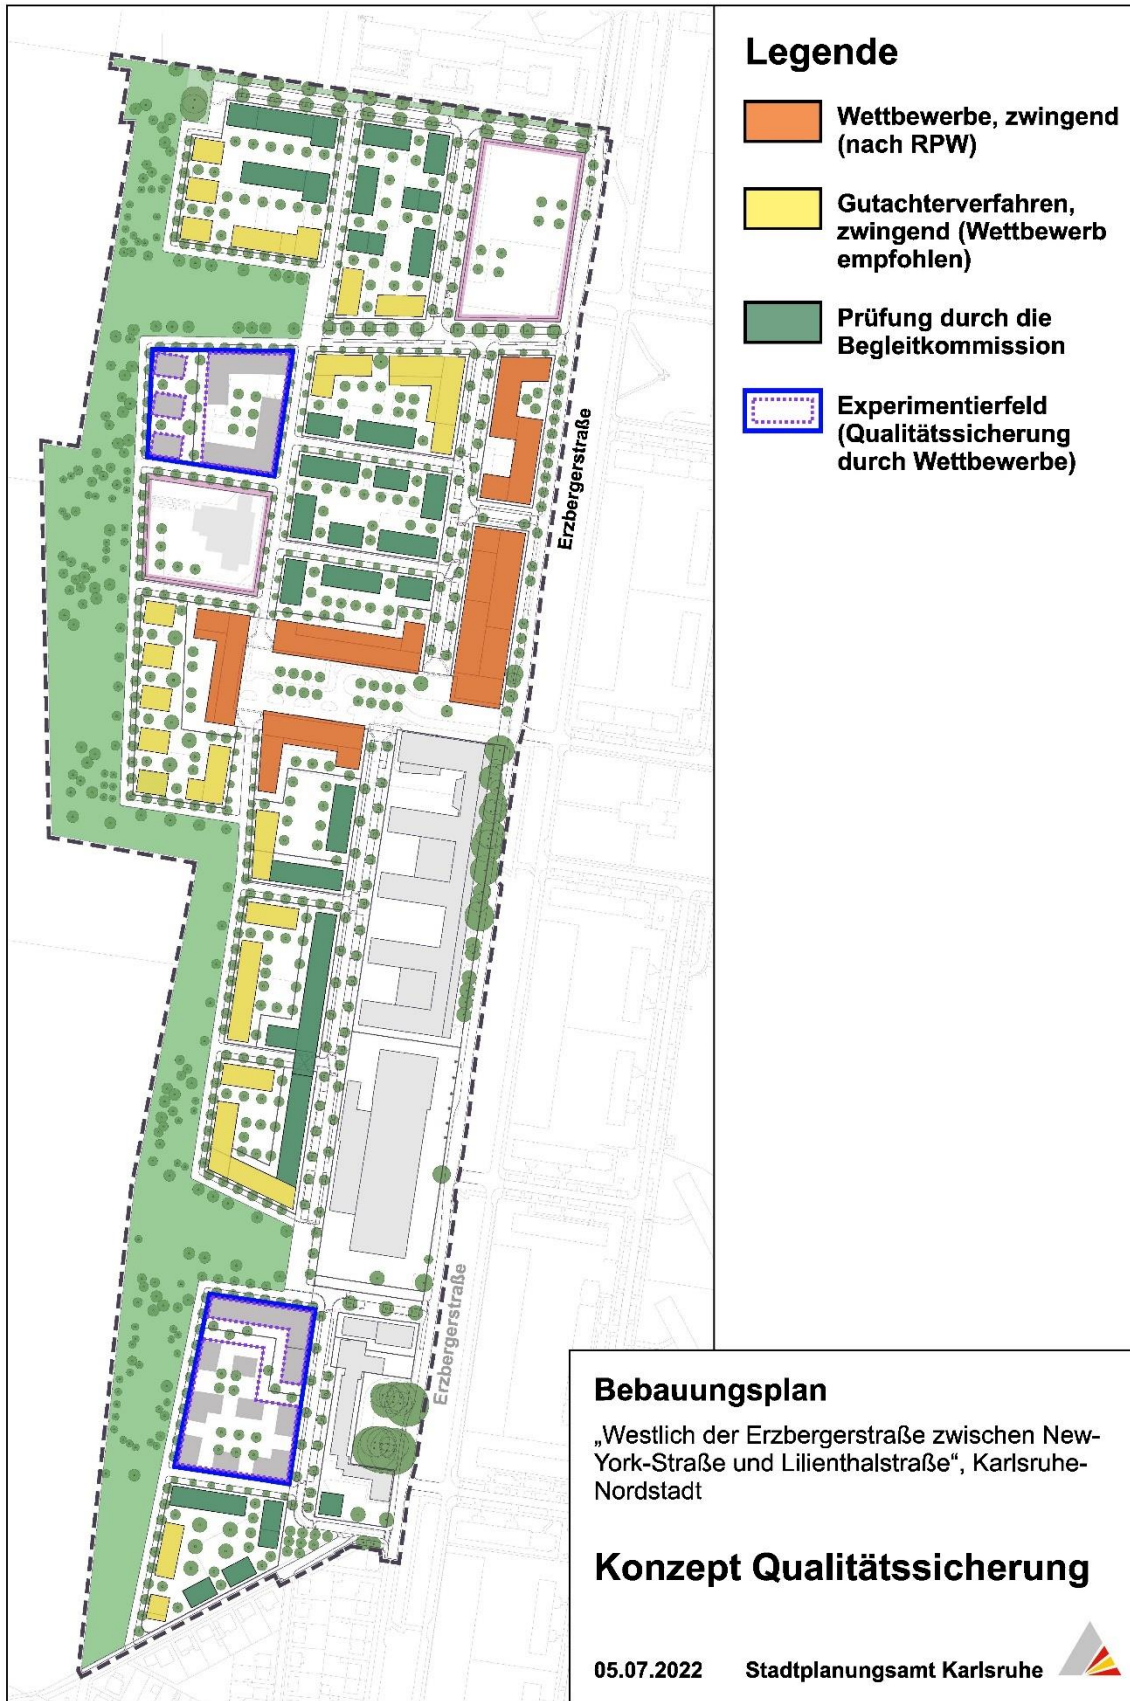 Legende
Wettbewerbe, zwingend
(nach RPW)
Gutachterverfahren,
zwingend (Wettbewerb
empfohlen)
Prüfung durch die
Begleitkommission
Experimentierfeld
(Qualitätssicherung
durch Wettbewerbe)
Erzbergerstraße
Erzbergerstraße
Bebauungsplan
„Westlich der Erzbergerstraße zwischen New-
York-Straße und Lilienthalstraße“, Karlsruhe-
Nordstadt
Konzept Qualitätssicherung
05.07.2022 Stadtplanungsamt Karlsruhe